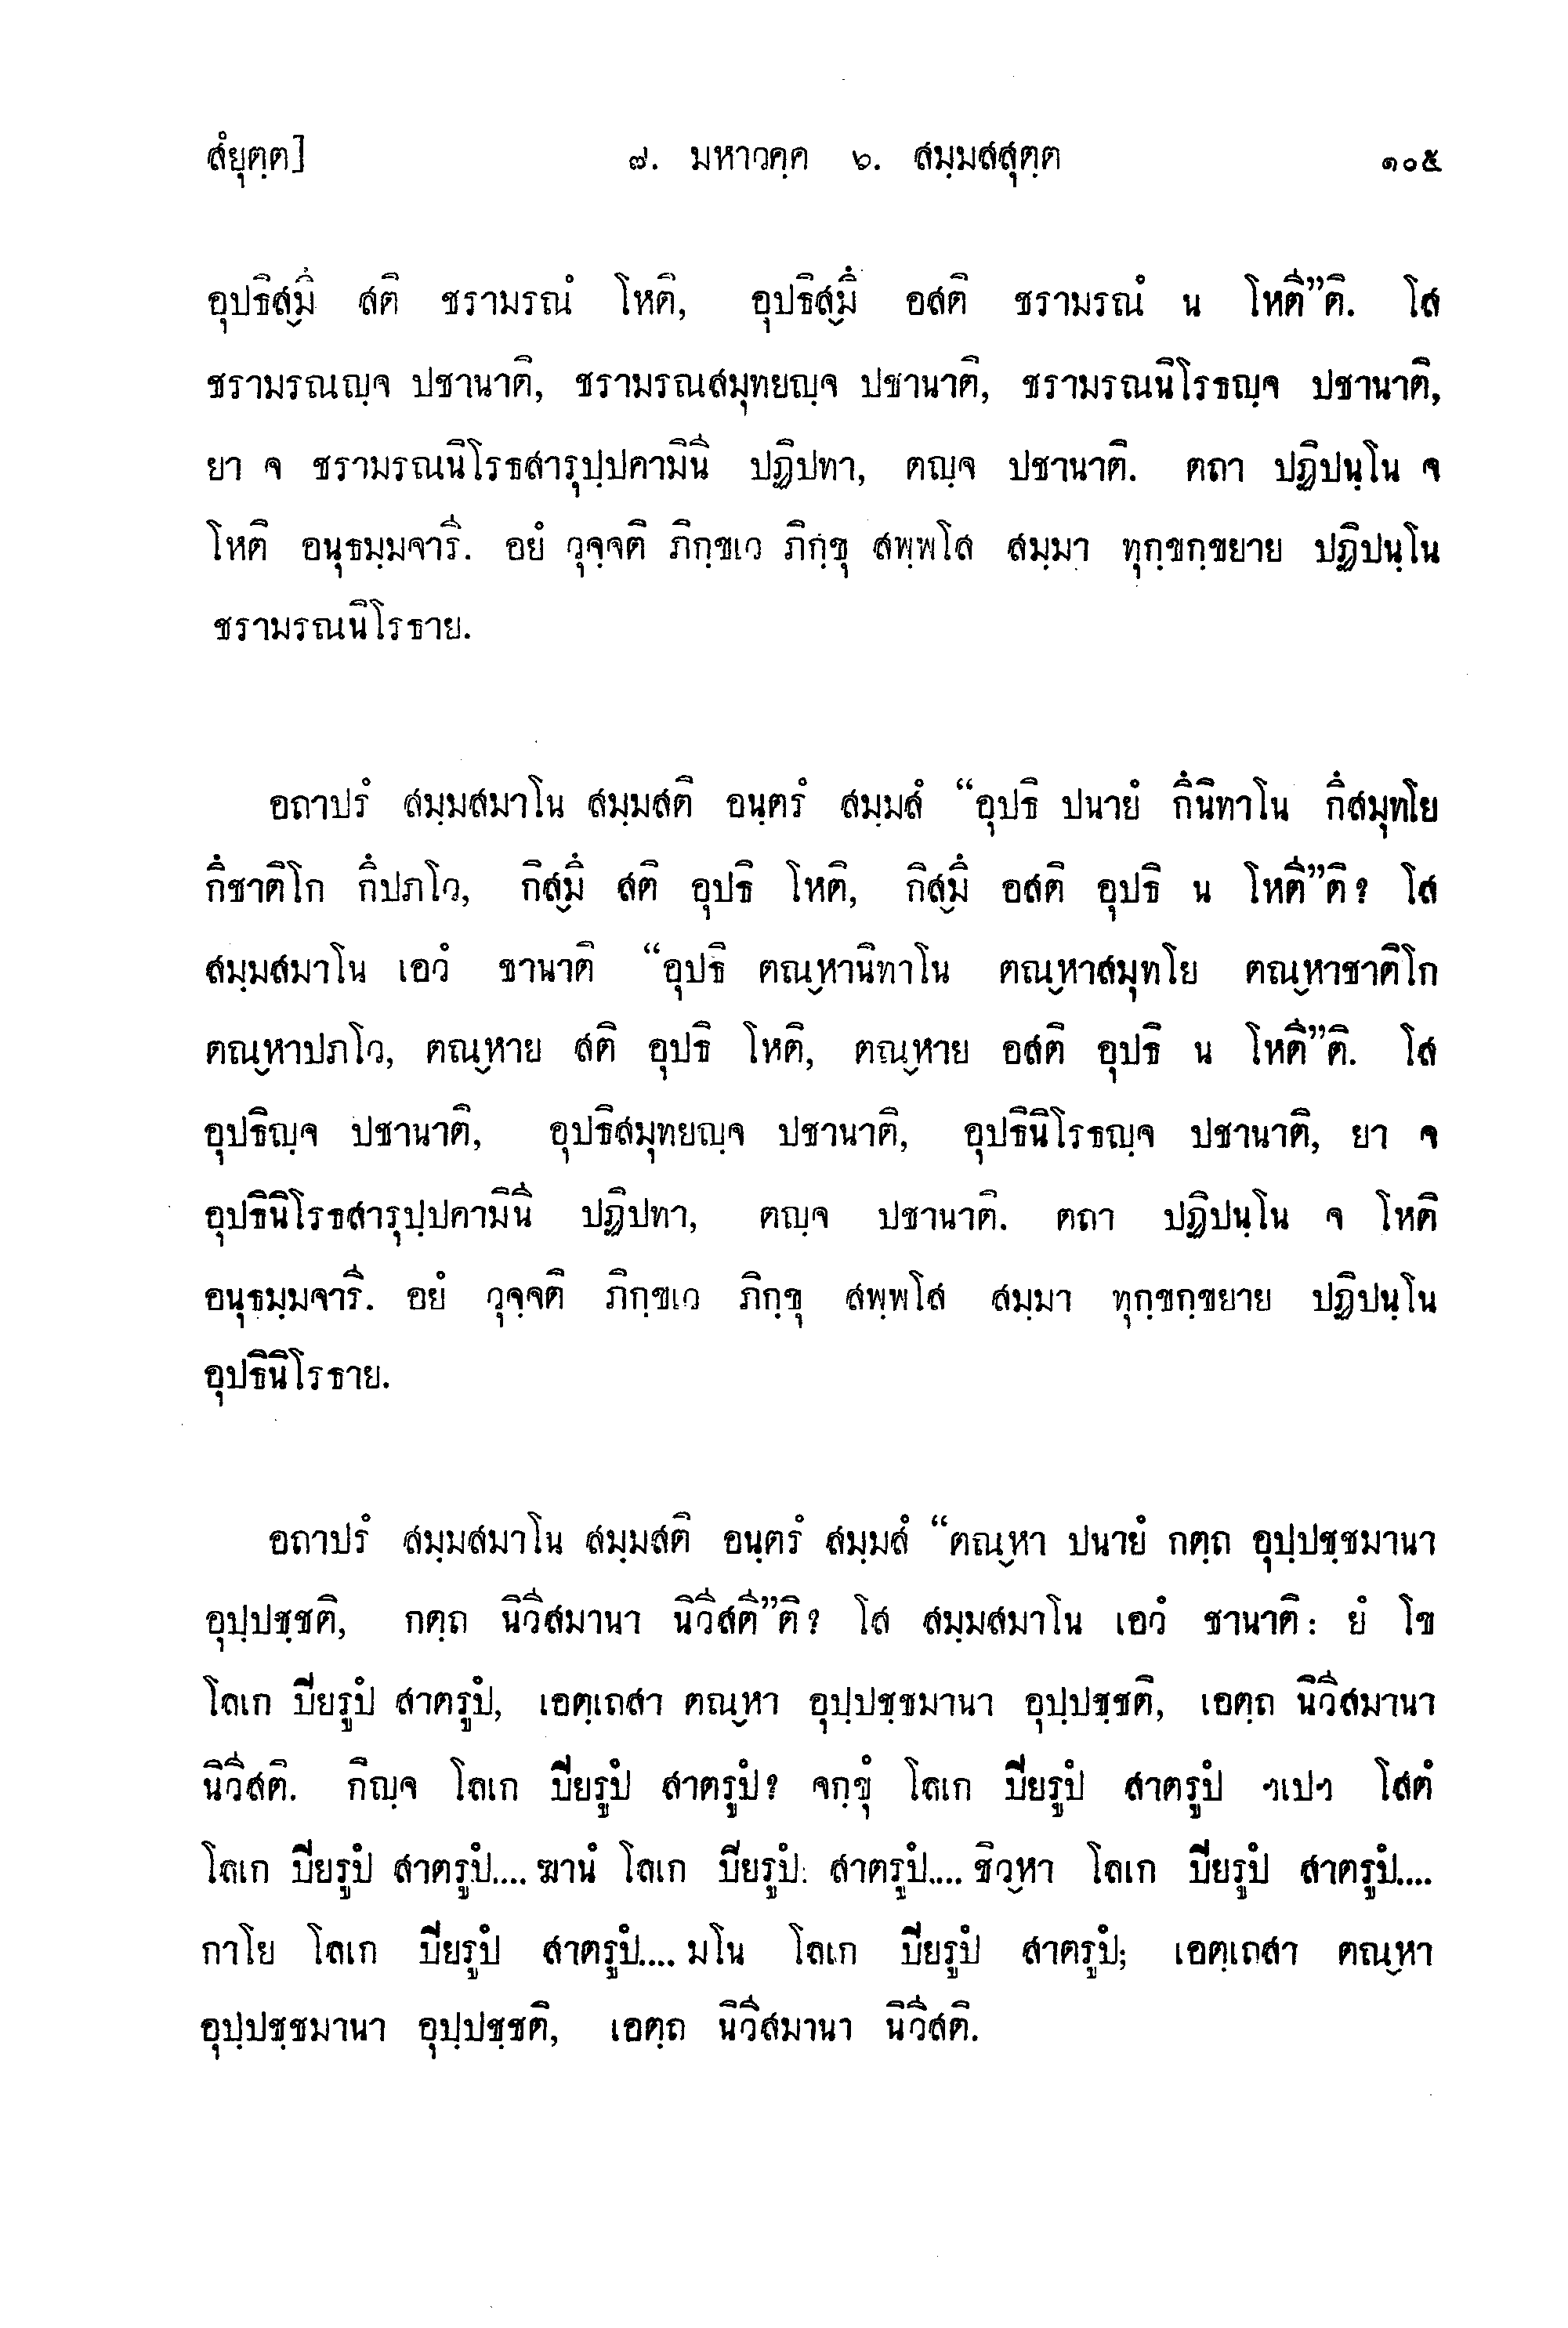 สํยุตฺต] ๗. มหาวคฺค ๖. สมฺมสสุตฺต ๑๐๕
อุปธิสฺมิํ สติ ชรามรณํ โหติ, อุปธิสฺมิํ อสติ ชรามรณํ น โหตี”ติ. โส
ชรามรณญฺจ ปชานาติ, ชรามรณสมุทยญฺจ ปชานาติ, ชรามรณนิโรธญฺจ ปชานาติ,
ยา จ ชรามรณนิโรธสารุปฺปคามินี ปฏิปทา, ตญฺจ ปชานาติ. ตถา ปฏิปนฺโน จ
โหติ อนุธมฺมจารี. อยํ วุจฺจติ ภิกฺขเว ภิกฺขุ สพฺพโส สมฺมา ทุกฺขกฺขยาย ปฏิปนฺโน
ชรามรณนิโรธาย.
อถาปรํ สมฺมสมาโน สมฺมสติ อนฺตรํ สมฺมสํ “อุปธิ ปนายํ กิํนิทาโน กิํสมุทโย
กิํชาติโก กิํปภโว, กิสฺมิํ สติ อุปธิ โหติ, กิสฺมิํ อสติ อุปธิ น โหตี”ติ? โส
สมฺมสมาโน เอวํ ชานาติ “อุปธิ ตณฺหานิทาโน ตณฺหาสมุทโย ตณฺหาชาติโก
ตณฺหาปภโว, ตณฺหาย สติ อุปธิ โหติ, ตณฺหาย อสติ อุปธิ น โหตี”ติ. โส
อุปธิญฺจ ปชานาติ, อุปธิสมุทยญฺจ ปชานาติ, อุปธินิโรธญฺจ ปชานาติ, ยา จ
อุปธินิโรธสารุปฺปคามินี ปฏิปทา, ตญฺจ ปชานาติ. ตถา ปฏิปนฺโน จ โหติ
อนุธมฺมจารี. อยํ วุจฺจติ ภิกฺขเว ภิกฺขุ สพฺพโส สมฺมา ทุกฺขกฺขยาย ปฏิปนฺโน
อุปธินิโรธาย.
อถาปรํ สมฺมสมาโน สมฺมสติ อนฺตรํ สมฺมสํ “ตณฺหา ปนายํ กตฺถ อุปฺปชฺชมานา
อุปฺปชฺชติ, กตฺถ นิวีสมานา นิวีสตี”ติ? โส สมฺมสมาโน เอวํ ชานาติ: ยํ โข
โลเก ปิยรูปํ สาตรูปํ, เอตฺเถสา ตณฺหา อุปฺปชฺชมานา อุปฺปชฺชติ, เอตฺถ นิวีสมานา
นิวีสติ. กิญฺจ โลเก ปิยรูปํ สาตรูปํ? จกฺขุํ โลเก ปิยรูปํ สาตรูปํ ฯเปฯ โสตํ
โลเก ปิยรูปํ สาตรูปํ.... ฆานํ โลเก ปิยรูปํ สาตรูปํ.... ชิวฺหา โลเก ปิยรูปํ สาตรูปํ....
กาโย โลเก ปิยรูปํ สาตรูปํ.... มโน โลเก ปิยรูปํ สาตรูปํ; เอตฺเถสา ตณฺหา
อุปฺปชฺชมานา อุปฺปชฺชติ, เอตฺถ นิวีสมานา นิวีสติ.